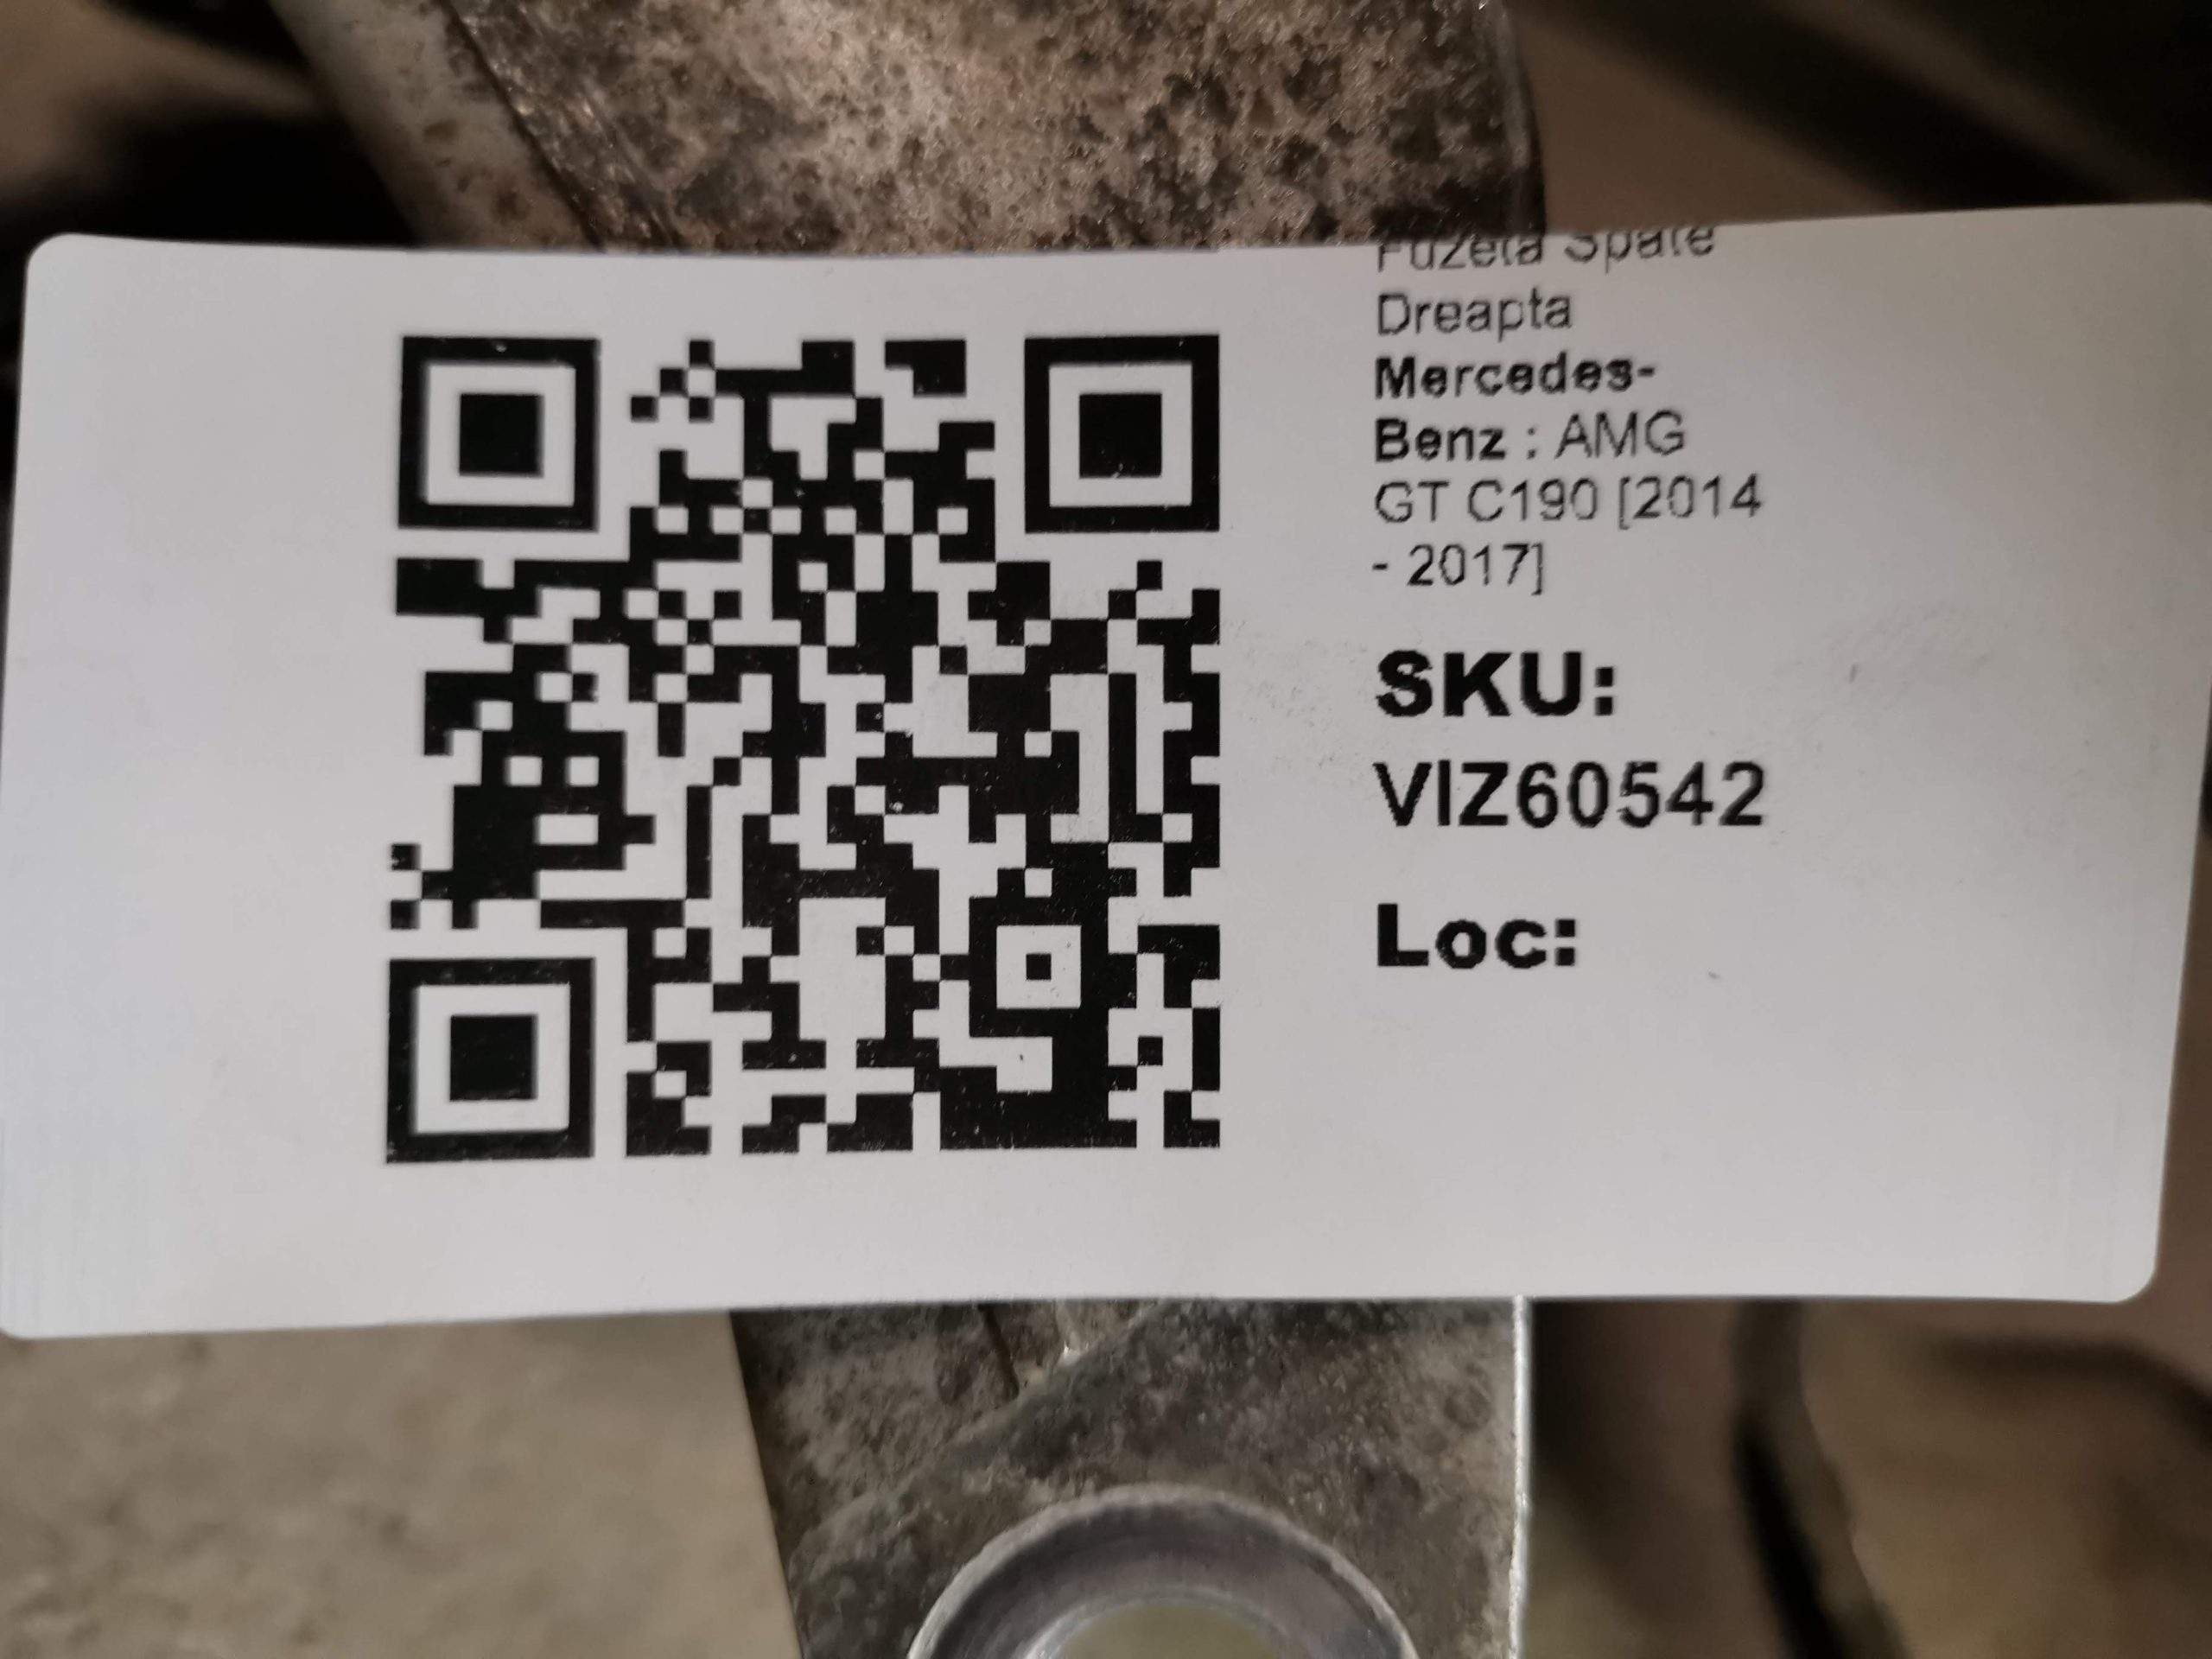 Fuzeta Spate
Dreapta
Mercedes-
Benz : AMG
GT C190 [2014
- 2017]
SKU:
VIZ60542
Loc: